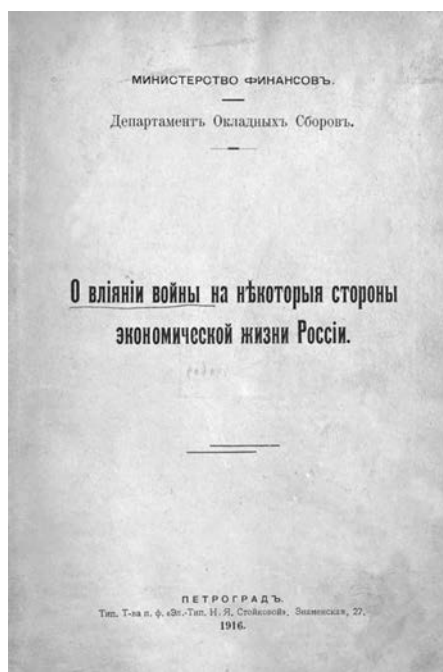 МИНИСТЕРСТВО ФИНАНСОВЪ.
Департаментъ Окладныхъ Сборовъ.
О вліяніи войны на нѣкоторыя стороны
экономической жизни Россіи.
ПЕТРОГРАДЪ.
Тип. Т-ва п. ф. «Эл.-Тип. Н. Я. Стойковой», Знаменская, 27.
1916.